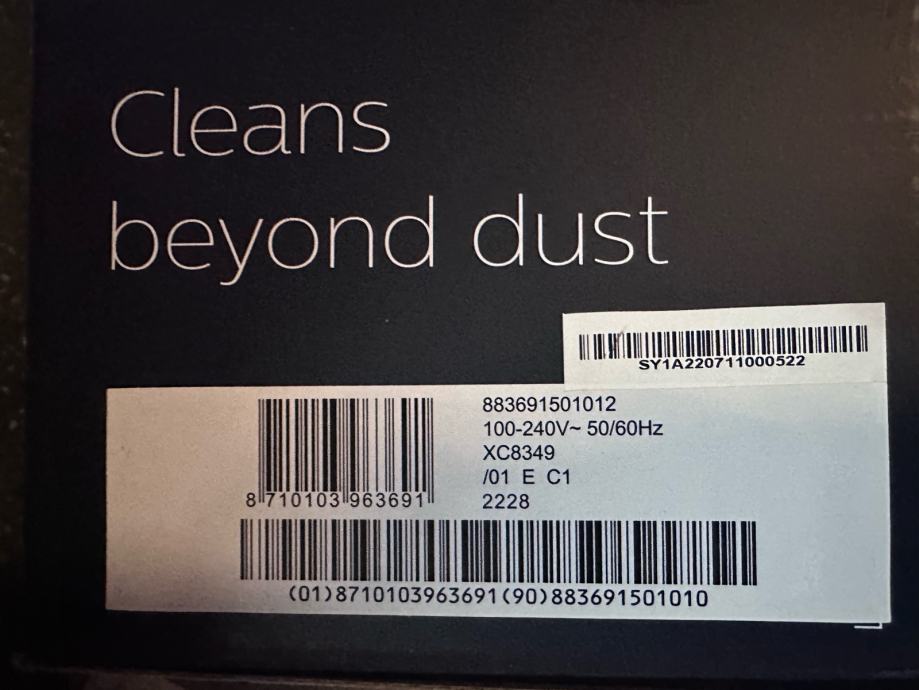 Cleans
beyond dust
SY1A220711000522
883691501012
100-240V~ 50/60Hz
XC8349
/01 E C1
2228
8 710103 963691
(01)8710103963691(90)883691501010